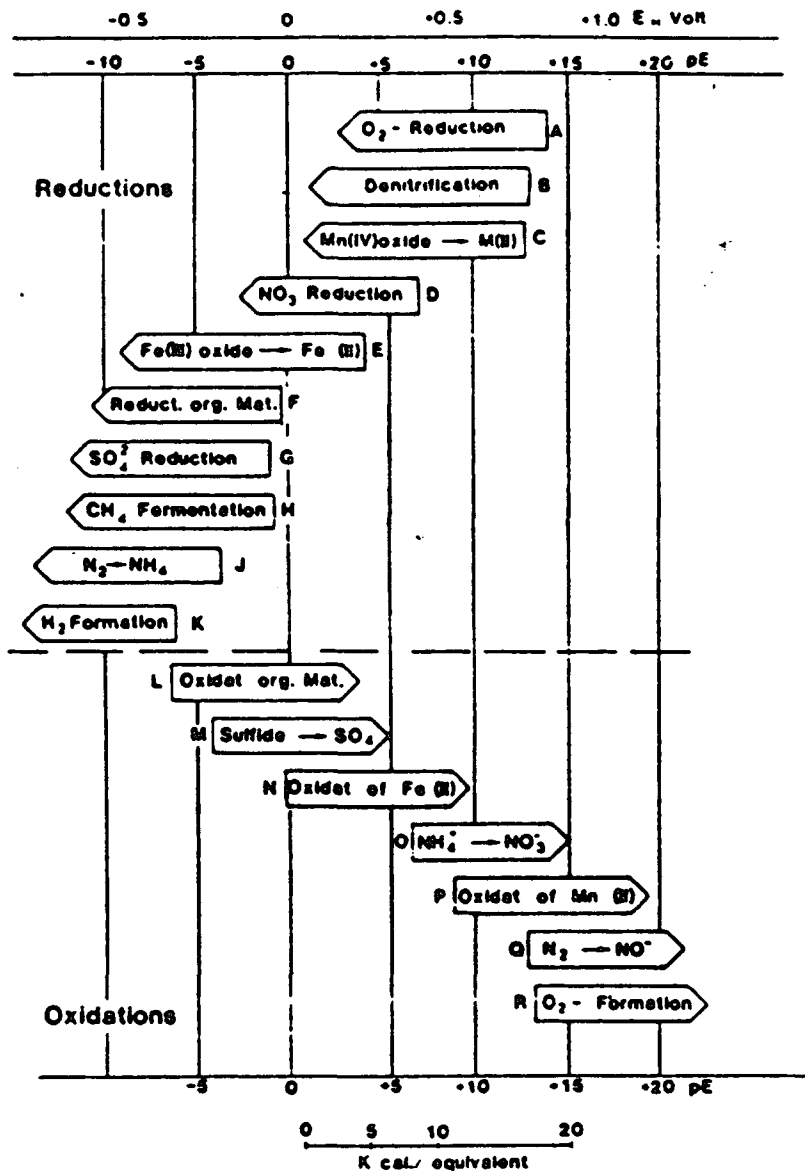 -0.5 0 +0.5 +1.0 E H Volt
-10 -5 0 +5 +10 +15 +20 pE
O2 - Reduction A
Reductions
Denitrification B
Mn(IV)oxide → M(II) C
NO3 Reduction D
Fe(III) oxide → Fe (II) E
Reduct. org. Mat. F
SO4 2 Reduction G
CH4 Fermentation H
N2→NH4 J
H2 Formation K
L Oxidat org. Mat.
M Sulfide → SO4
N Oxidat of Fe (II)
O NH4+ → NO3-
P Oxidat of Mn (II)
Q N2 → NO-
R O2 - Formation
Oxidations
-5 0 +5 +10 +15 +20 pE
0 5 10 20
K cal./ equivalent